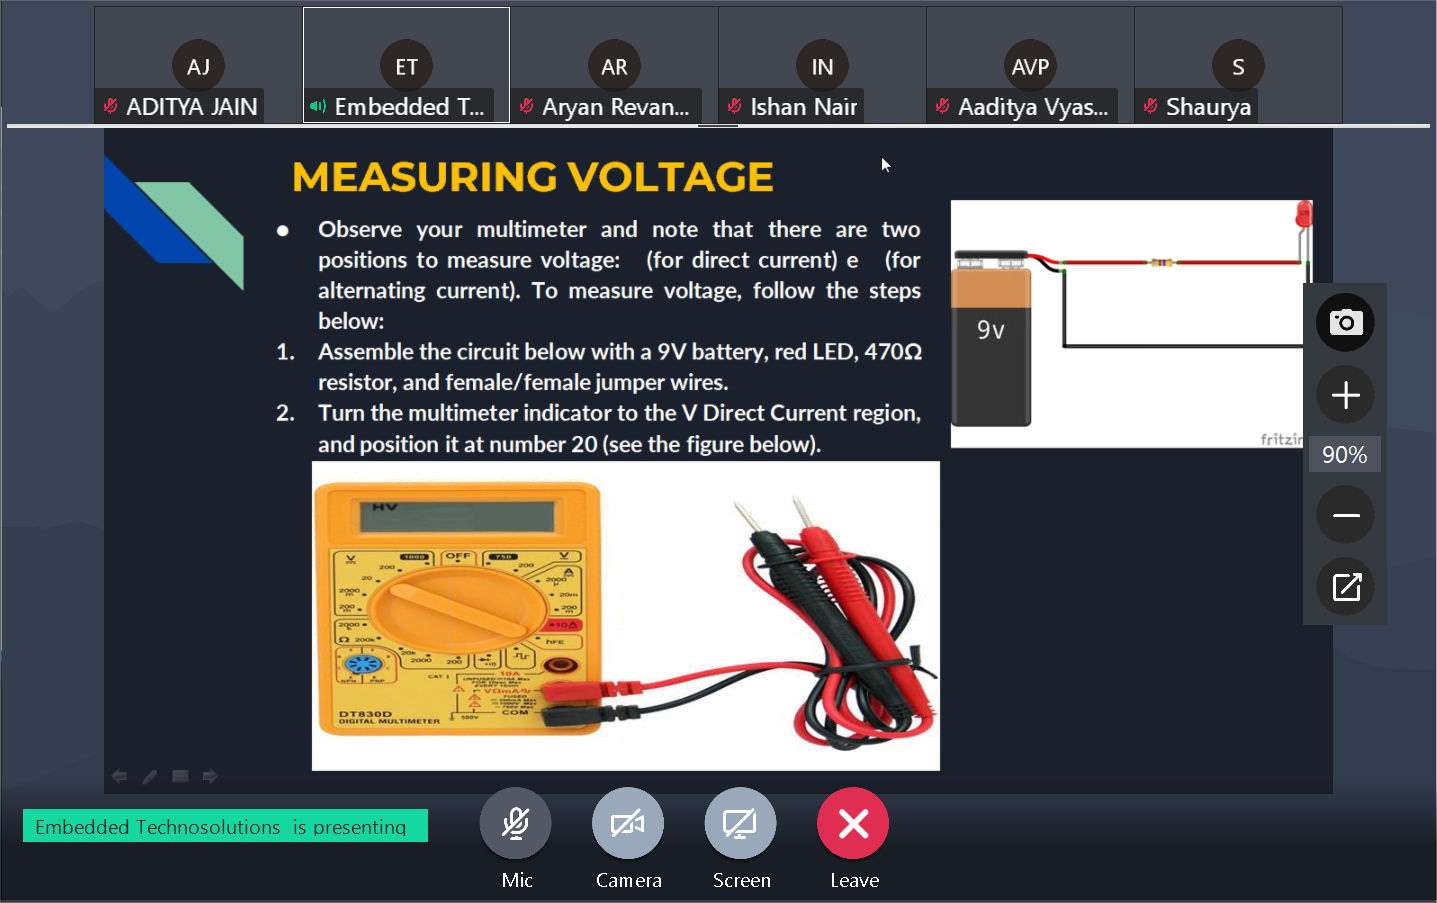 AJ
ET
AR
IN
AVP
S
ADITYA JAIN
Embedded T...
Aryan Revan...
Ishan Nair
Aaditya Vyas...
Shaurya
MEASURING VOLTAGE
● Observe your multimeter and note that there are two
positions to measure voltage: (for direct current) e (for
alternating current). To measure voltage, follow the steps
below:
1. Assemble the circuit below with a 9V battery, red LED, 470Ω
resistor, and female/female jumper wires.
2. Turn the multimeter indicator to the V Direct Current region,
and position it at number 20 (see the figure below).
9v
fritzin
90%
HV
V
1000
OFF
750
V
200
200
A
20
2000
µ
2000
m
20m
200
m
200
m
2000
k
10A
Ω 200k
hFE
20k
2000
200
NPN PNP
CAT I
10A
UNFUSED
EVERY 15min
VΩmA
FUSED
500V
COM
DT830D
DIGITAL MULTIMETER
Embedded Technosolutions is presenting
Mic
Camera
Screen
Leave